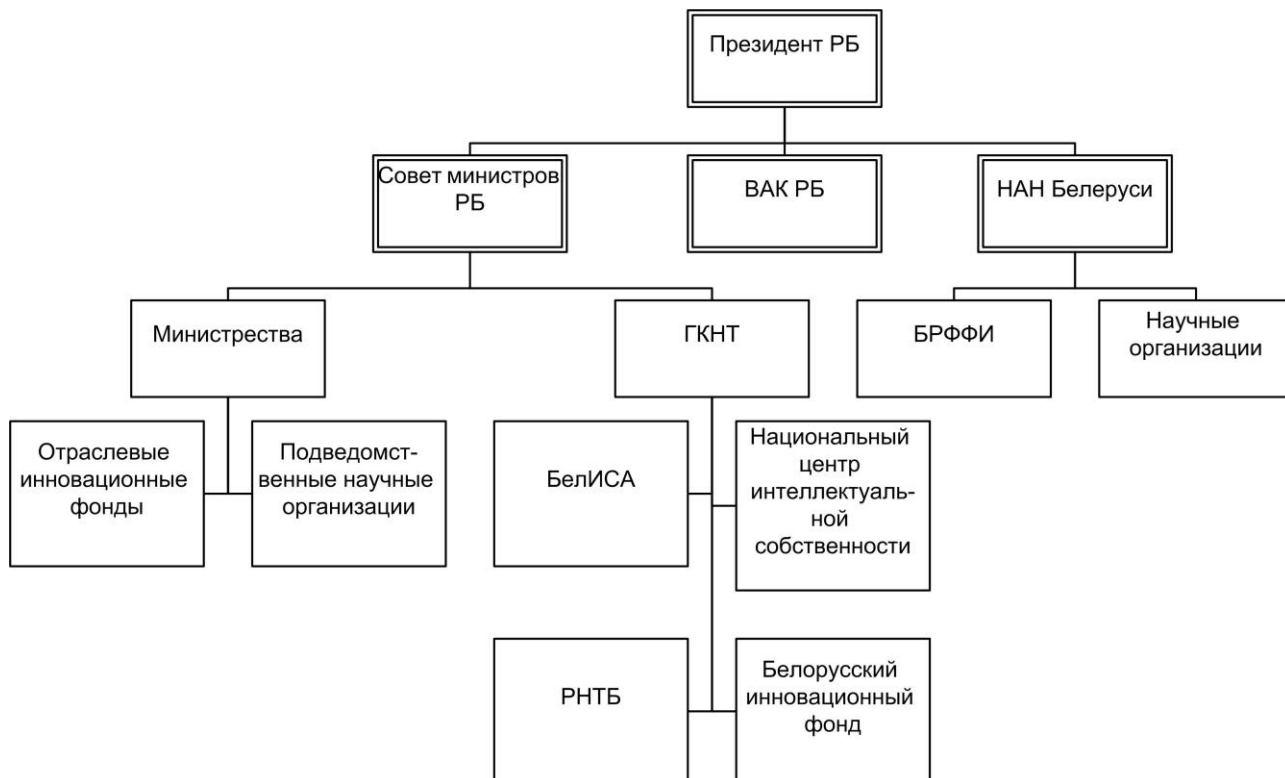 Президент РБ
Совет министров
РБ
ВАК РБ
НАН Белеруси
Министрества
ГКНТ
БРФФИ
Научные
организации
Отраслевые
инновационные
фонды
Подведомст-
венные научные
организации
БелИСА
Национальный
центр
интеллектуаль-
ной
собственности
РНТБ
Белорусский
инновационный
фонд